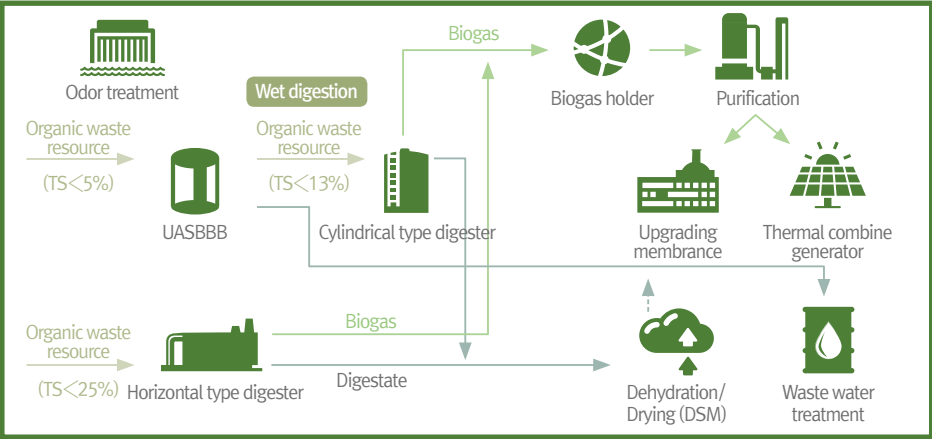 Biogas
Odor treatment
Wet digestion
Biogas holder
Purification
Organic waste
resource
(TS<5%)
Organic waste
resource
(TS<13%)
UASBBB
Cylindrical type digester
Upgrading
membrance
Thermal combine
generator
Organic waste
resource
(TS<25%)
Biogas
Horizontal type digester
Digestate
Dehydration/
Drying (DSM)
Waste water
treatment